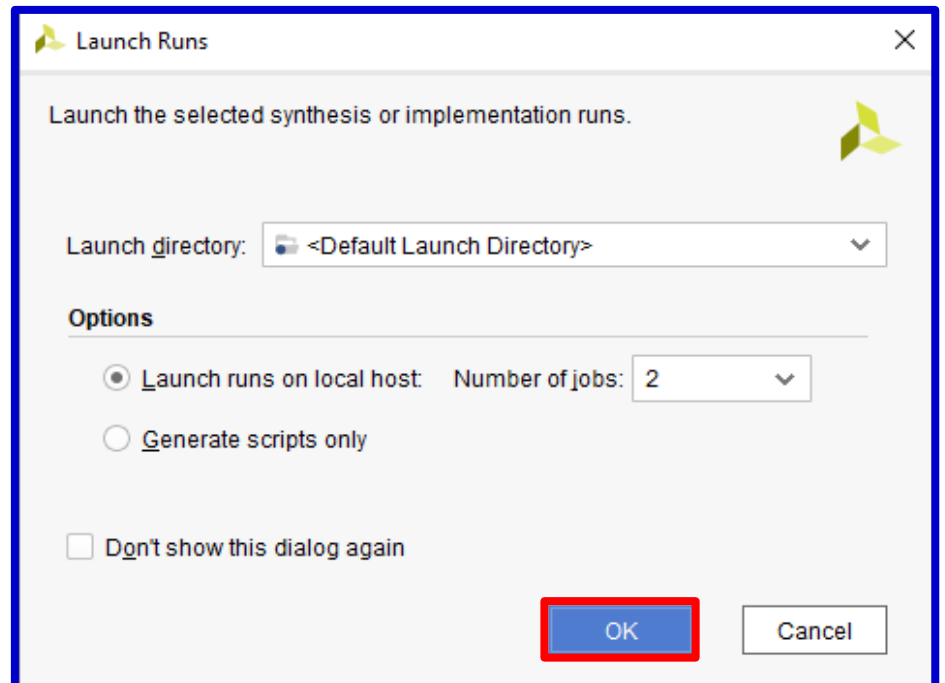 Launch Runs
Launch the selected synthesis or implementation runs.
Launch directory: <Default Launch Directory>
Options
Launch runs on local host: Number of jobs: 2
Generate scripts only
Don't show this dialog again
OK Cancel